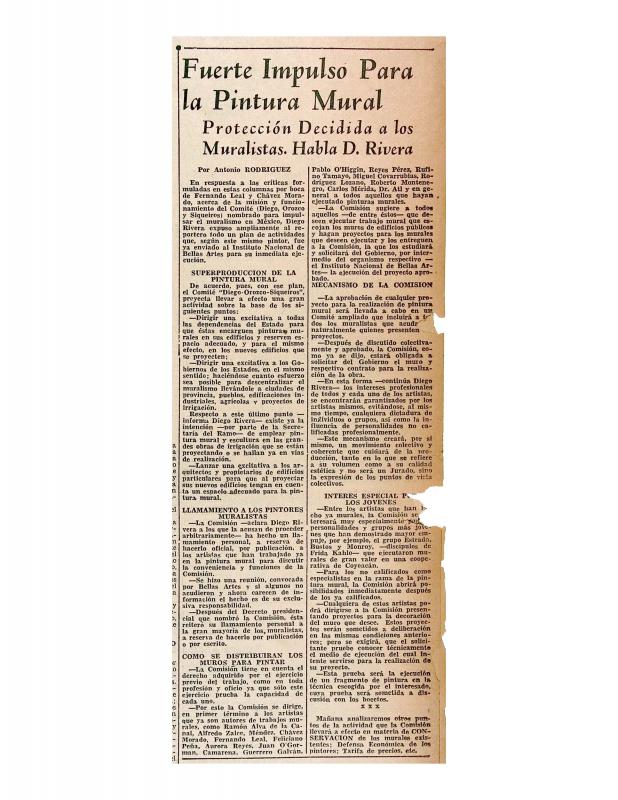 Fuerte Impulso Para
la Pintura Mural
Protección Decidida a los
Muralistas. Habla D. Rivera
Por Antonio RODRIGUEZ
En respuesta a las críticas for-
muladas en estas columnas por boca
de Fernando Leal y Chávez Mora-
do, acerca de la misión y funcio-
namiento del Comité (Diego, Orozco
y Siqueiros) nombrado para impul-
sar el muralismo en México, Diego
Rivera expuso ampliamente al re-
portero todo un plan de actividades
que, según este mismo pintor, fue
ya enviado al Instituto Nacional de
Bellas Artes para su inmediata eje-
cución.
SUPERPRODUCCION DE LA
PINTURA MURAL
De acuerdo, pues, con ese plan,
el Comité "Diego-Orozco-Siqueiros",
proyecta llevar a efecto una gran
actividad sobre la base de los si-
guientes puntos:
—Dirigir una excitativa a todas
las dependencias del Estado para
que éstas encarguen pinturas mu-
rales en sus edificios y reserven es-
pacio adecuado, y para el mismo
efecto, en los nuevos edificios que
se proyecten;
—Dirigir una excitativa a los Go-
biernos de los Estados, en el mismo
sentido; haciéndose cuanto esfuerzo
sea posible para descentralizar el
muralismo llevándole a ciudades de
provincia, pueblos, edificaciones in-
dustriales, agrícolas y proyectos de
irrigación.
Respecto a este último punto —
informa Diego Rivera— existe ya la
intención —por parte de la Secre-
taría del Ramo— de emplear pin-
tura mural y escultura en las gran-
des obras de irrigación que se están
proyectando o se hallan ya en vías
de realización.
—Lanzar una excitativa a los ar-
quitectos y propietarios de edificios
particulares para que al proyectar
sus nuevos edificios tengan en cuen-
ta un espacio adecuado para la pin-
tura mural.
LLAMAMIENTO A LOS PINTORES
MURALISTAS
—La Comisión —aclara Diego Ri-
vera a los que la acusan de proceder
arbitrariamente— ha hecho un lla-
mamiento personal, a reserva de
hacerlo oficial, por publicación, a
los artistas que han trabajado ya
en la pintura mural para discutir
la conveniencia y funciones de la
Comisión.
—Se hizo una reunión, convocada
por Bellas Artes y si algunos no
acudieron y ahora carecen de in-
formación el hecho es de su exclu-
siva responsabilidad.
—Después del Decreto presiden-
cial que nombró la Comisión, ésta
reiteró su llamamiento personal a
la gran mayoría de los muralistas,
a reserva de hacerlo por publicación
o por escrito.
COMO SE DISTRIBUIRAN LOS
MUROS PARA PINTAR
—La Comisión tiene en cuenta el
derecho adquirido por el ejercicio
previo del trabajo, como en toda
profesión y oficio ya que sólo este
ejercicio prueba la capacidad de
cada uno.
—Por esto la Comisión se dirige,
en primer término a los artistas
que ya son autores de trabajos mu-
rales, como Ramón Alva de la Ca-
nal, Alfredo Zalce, Méndez, Chávez
Morado, Fernando Leal, Feliciano
Peña, Aurora Reyes, Juan O'Gor-
man, Camarena, Guerrero Galván,
Pablo O'Higgin, Reyes Pérez, Rufi-
no Tamayo, Miguel Covarrubias, Ro-
dríguez Lozano, Roberto Montene-
gro, Carlos Mérida, Dr. Atl y en ge-
neral a todos aquellos que hayan
ejecutado pinturas murales.
—La Comisión sugiere a todos
aquellos —de entre éstos— que de-
seen ejecutar trabajo mural que es-
cojan los muros de edificios públicos
y hagan proyectos para los murales
que deseen ejecutar y los entreguen
a la Comisión, la que los estudiará
y solicitará del Gobierno, por inter-
medio del organismo respectivo —
el Instituto Nacional de Bellas Ar-
tes— la ejecución del proyecto apro-
bado.
MECANISMO DE LA COMISION
—La aprobación de cualquier pro-
yecto para la realización de pintura
mural será llevada a cabo en un
Comité ampliado que incluirá a to-
dos los muralistas que acudan
naturalmente quienes presenten
proyectos.
—Después de discutido colectiva-
mente y aprobado, la Comisión, co-
mo ya se dijo, estará obligada a
solicitar del Gobierno el muro y
respectivo contrato para la realiza-
ción de la obra.
—En esta forma —continúa Diego
Rivera— los intereses profesionales
de todos y cada uno de los artistas,
se encontrarán garantizados por los
artistas mismos, evitándose, al mis-
mo tiempo, cualquiera dictadura de
individuos o grupos, así como la in-
fluencia de personalidades no ca-
lificadas profesionalmente.
—Este mecanismo creará, por sí
mismo, un movimiento colectivo y
coherente que cuidará de la pro-
ducción, tanto en lo que se refiere
a su volumen como a su calidad
estética y no será un Jurado, sino
la expresión de los puntos de vista
colectivos.
INTERES ESPECIAL P
LOS JOVENES
—Entre los artistas que han
cho ya murales, la Comisión se
teresará muy especialmente por
personalidades y grupos más jóve-
nes que han demostrado mayor em-
puje, por ejemplo, el grupo Estrada,
Bustos y Monroy, —discípulos de
Frida Kahlo— que ejecutaron mura-
les de gran valer en una coope-
rativa de Coyoacán.
—Para los no calificados como
especialistas en la rama de la pin-
tura mural, la Comisión abrirá po-
sibilidades inmediatamente después
de los ya calificados.
—Cualquiera de estos artistas po-
drá dirigirse a la Comisión presen-
tando proyectos para la decoración
del muro que desee. Estos proyec-
tos serán sometidos a deliberación
en las mismas condiciones anterio-
res; pero se exigirá, que el solici-
tante pruebe conocer técnicamente
el medio de ejecución del cual in-
tente servirse para la realización de
su proyecto.
—Esta prueba será la ejecución
de un fragmento de pintura en la
técnica escogida por el interesado,
cuya prueba será sometida a dis-
cusión con los bocetos.
x x x
Mañana analizaremos otros pun-
tos de la actividad que la Comisión
llevará a efecto en materia de CON-
SERVACION de los murales exis-
tentes; Defensa Económica de los
pintores; Tarifa de precios, etc.